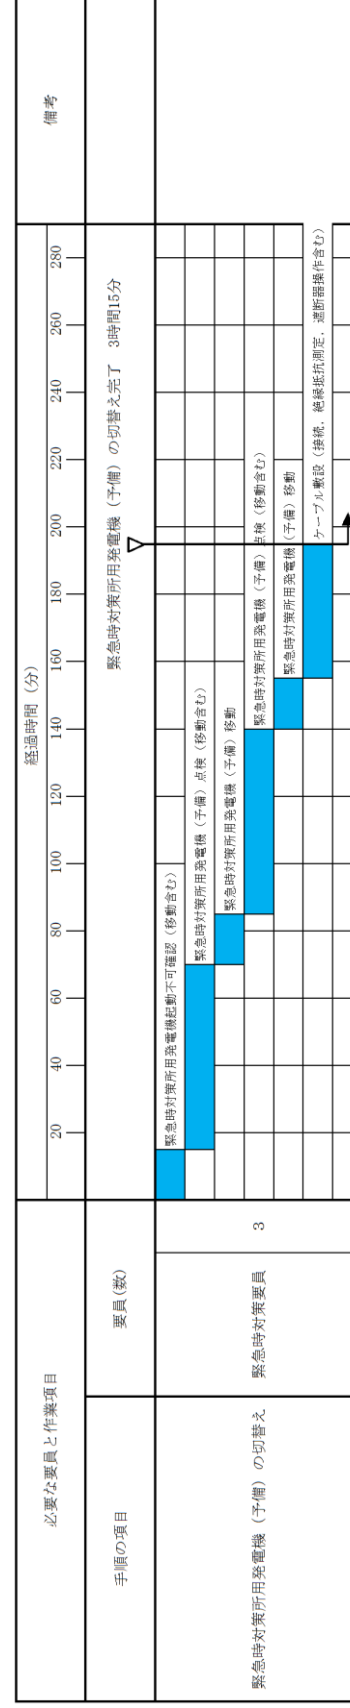 必要な要員と作業項目
経過時間（分）
備考
20 40 60 80 100 120 140 160 180 200 220 240 260 280
手順の項目
要員(数)
緊急時対策所用発電機（予備）の切替え完了　3時間15分
緊急時対策所用発電機（予備）の切替え
緊急時対策要員
3
緊急時対策所用発電機起動不可確認（移動含む）
緊急時対策所用発電機（予備）点検（移動含む）
緊急時対策所用発電機（予備）移動
緊急時対策所用発電機（予備）点検（移動含む）
緊急時対策所用発電機（予備）移動
ケーブル敷設（接続，絶縁抵抗測定，遮断器操作含む）